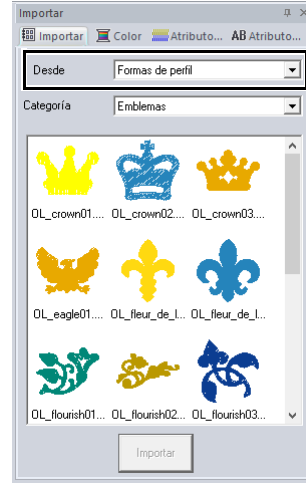 Importar
Importar Color Atributo... AB Atributo...
Desde Formas de perfil
Categoría Emblemas
OL_crown01.... OL_crown02.... OL_crown03....
OL_eagle01.... OL_fleur_de_l... OL_fleur_de_l...
OL_flourish01... OL_flourish02... OL_flourish03...
Importar